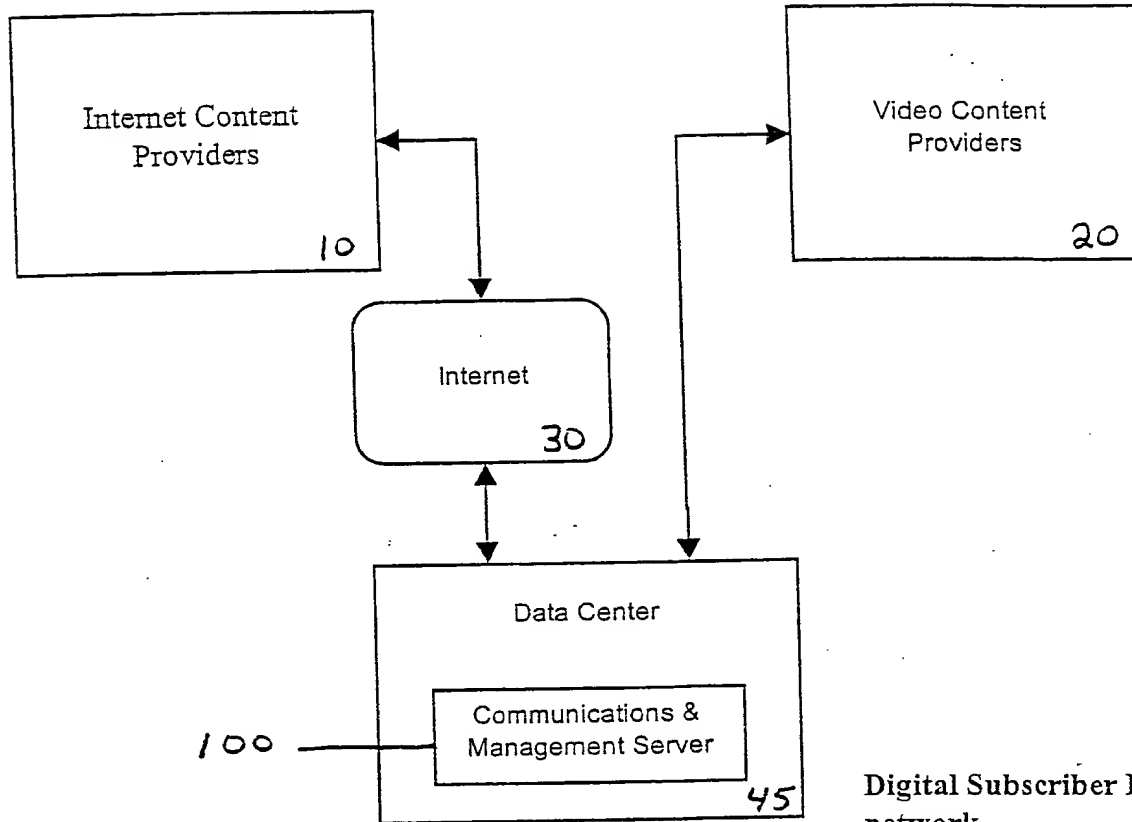 Internet Content
Providers
10
Video Content
Providers
20
Internet
30
Data Center
Communications &
Management Server
100
45
Digital Subscriber
network